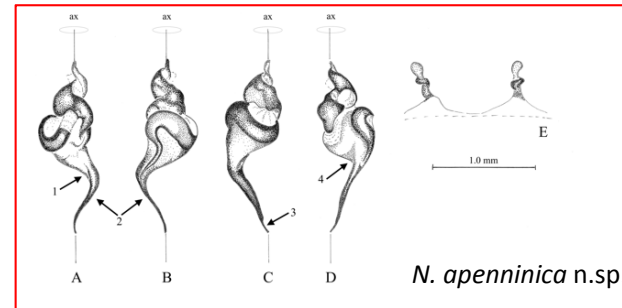 ax ax ax ax
1 2 3 4
E
1.0 mm
A B C D
N. apenninica n.sp